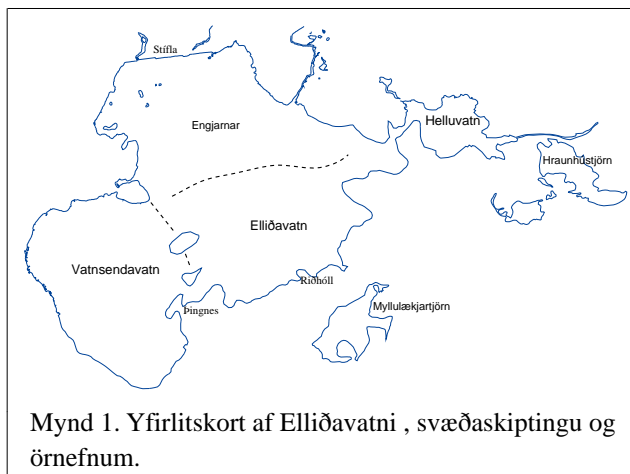 Stífla
Engjarnar
Helluvatn
Hraunhústjörn
Elliðavatn
Vatnsendavatn
Riðhóll
Þingnes
Myllulækjartjörn
Mynd 1. Yfirlitskort af Elliðavatni , svæðaskiptingu og
örnefnum.